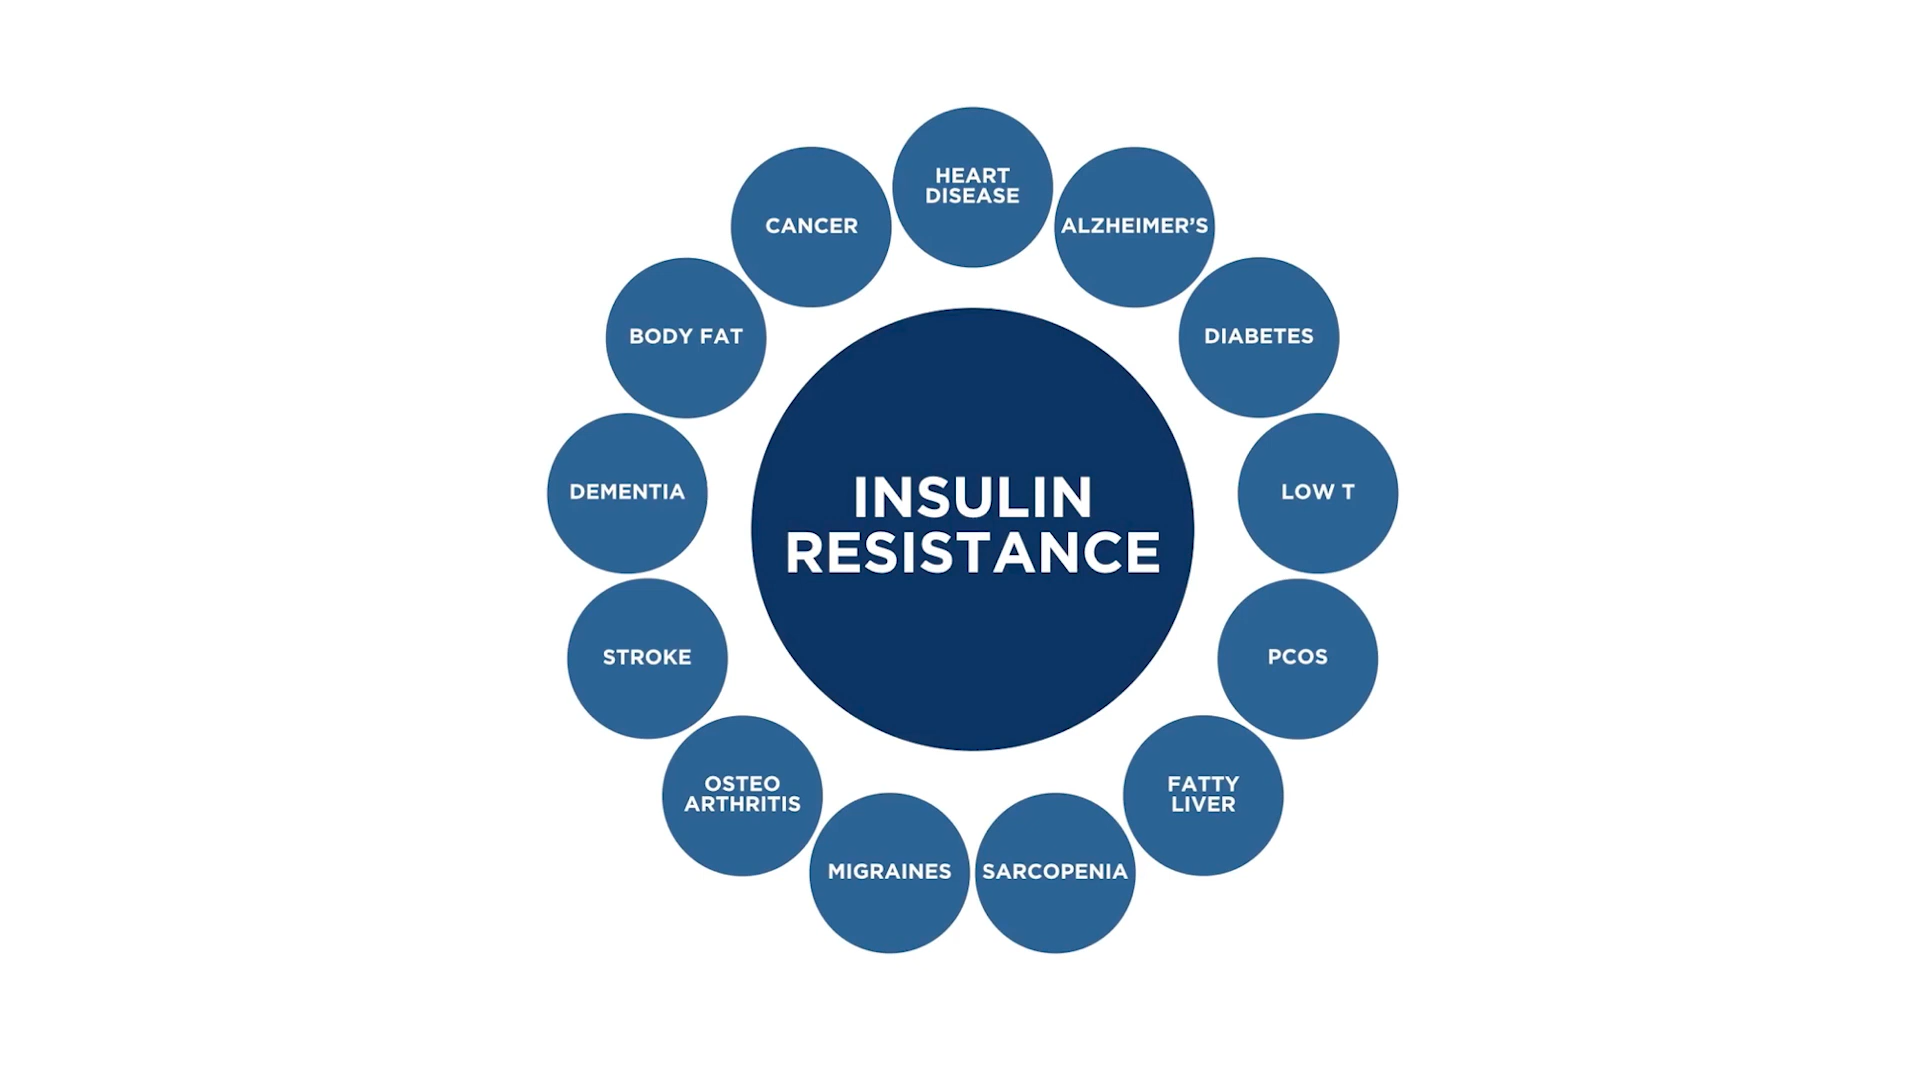 HEART
DISEASE
ALZHEIMER'S
DIABETES
LOW T
PCOS
FATTY
LIVER
SARCOPENIA
MIGRAINES
OSTEO
ARTHRITIS
STROKE
DEMENTIA
BODY FAT
CANCER
INSULIN
RESISTANCE